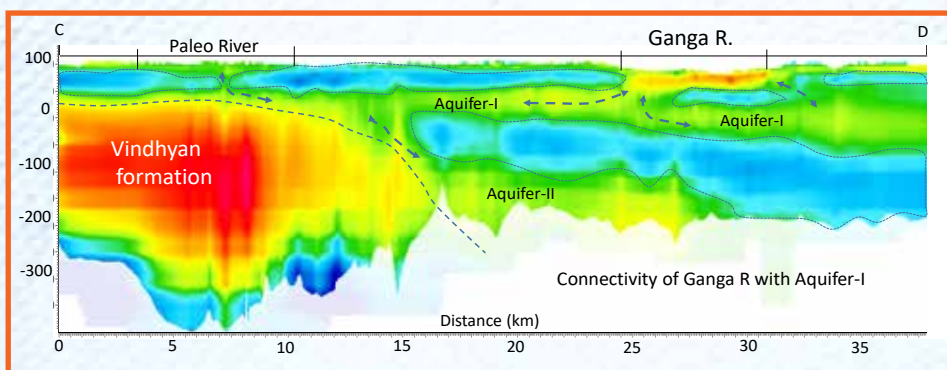 C
D
Paleo River
Ganga R.
100
0
-100
-200
-300
Aquifer-I
Aquifer-I
Vindhyan
formation
Aquifer-II
Connectivity of Ganga R with Aquifer-I
Distance (km)
0 5 10 15 20 25 30 35